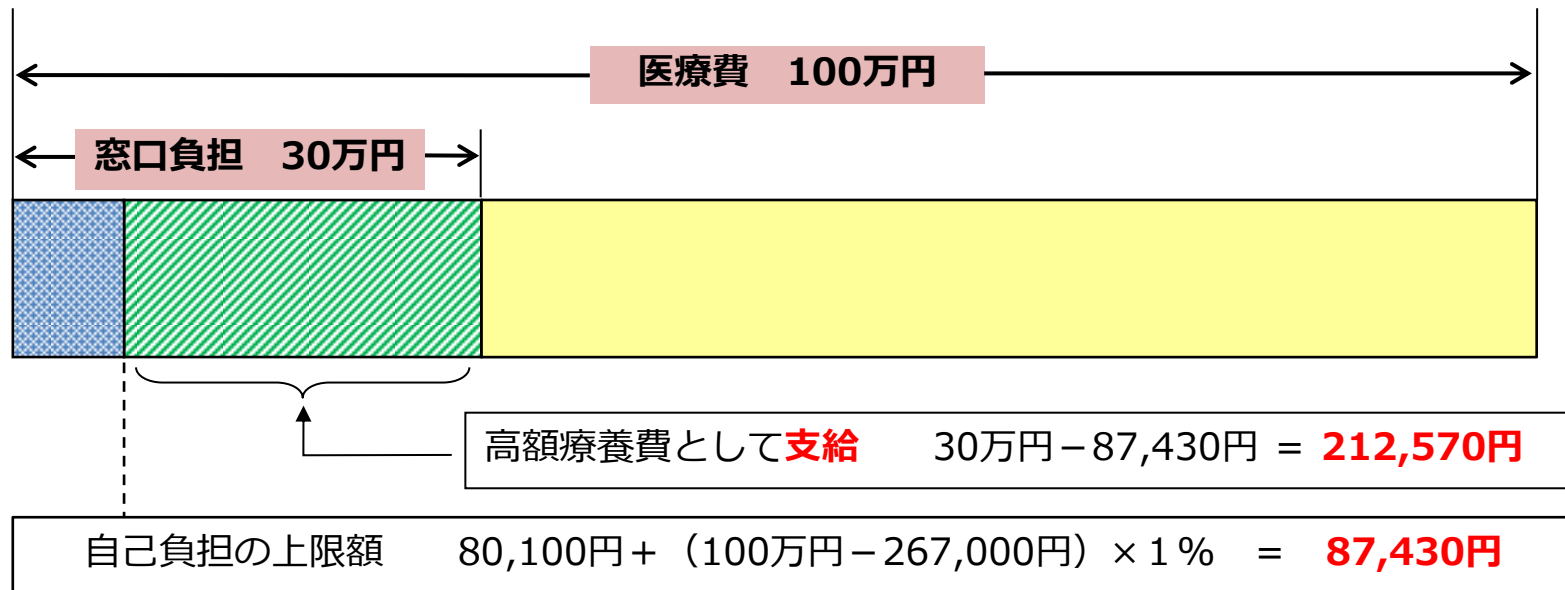 医療費　100万円
窓口負担　30万円
高額療養費として支給　　30万円－87,430円 = 212,570円
自己負担の上限額　　80,100円＋（100万円－267,000円）×１%　=　87,430円